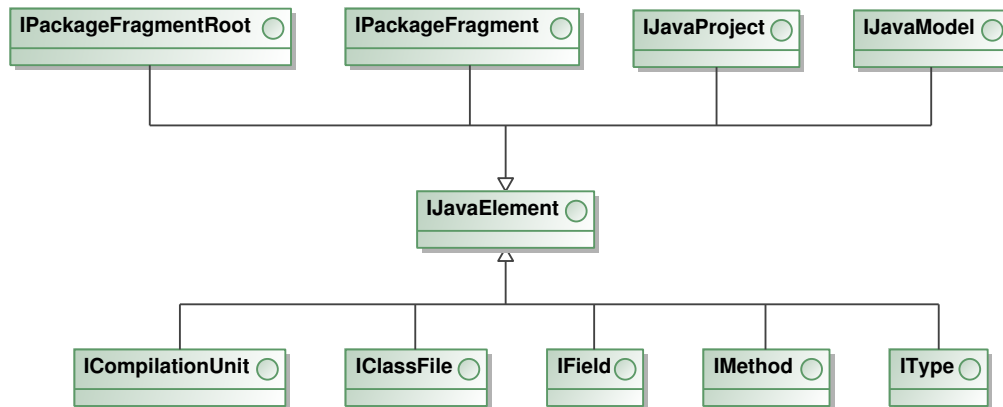 IPackageFragmentRoot
IPackageFragment
IJavaProject
IJavaModel
IJavaElement
ICompilationUnit
IClassFile
IField
IMethod
IType